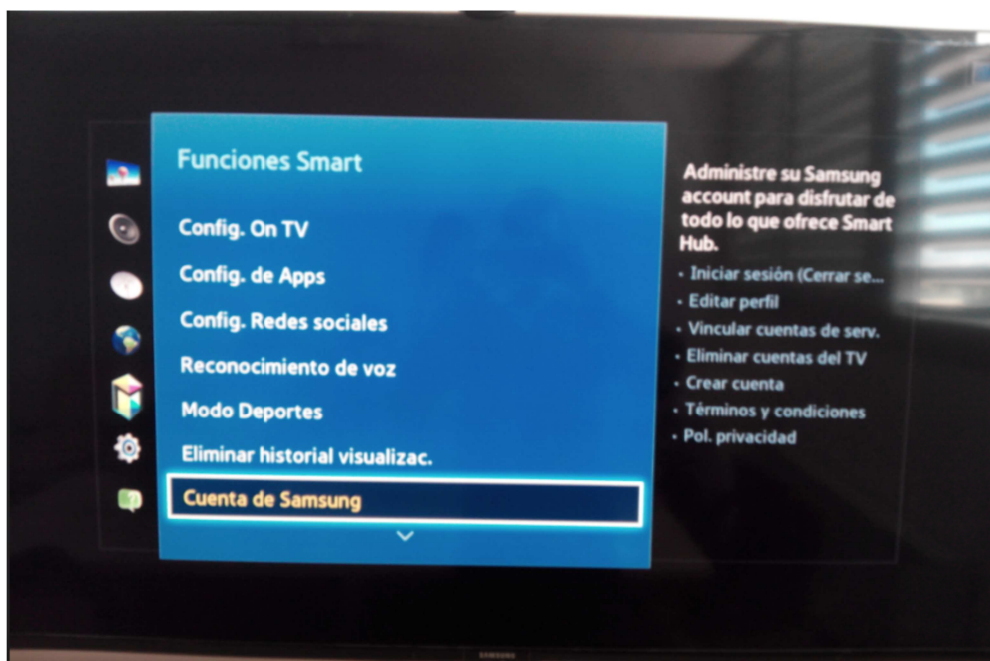 Funciones Smart
Config. On TV
Config. de Apps
Config. Redes sociales
Reconocimiento de voz
Modo Deportes
Eliminar historial visualizac.
Cuenta de Samsung
Administre su Samsung
account para disfrutar de
todo lo que ofrece Smart
Hub.
• Iniciar sesión (Cerrar se...
• Editar perfil
• Vincular cuentas de serv.
• Eliminar cuentas del TV
• Crear cuenta
• Términos y condiciones
• Pol. privacidad
SAMSUNG